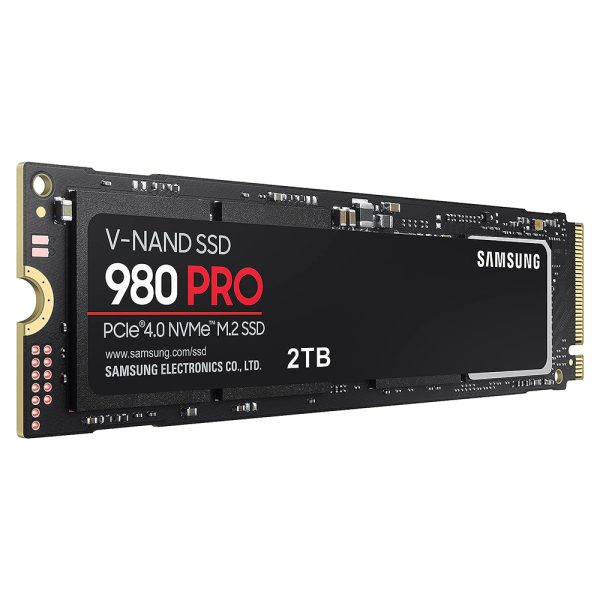 V-NAND SSD
980 PRO
PCIe®4.0 NVMe™ M.2 SSD
www.samsung.com/ssd
SAMSUNG ELECTRONICS CO., LTD.
2TB
SAMSUNG